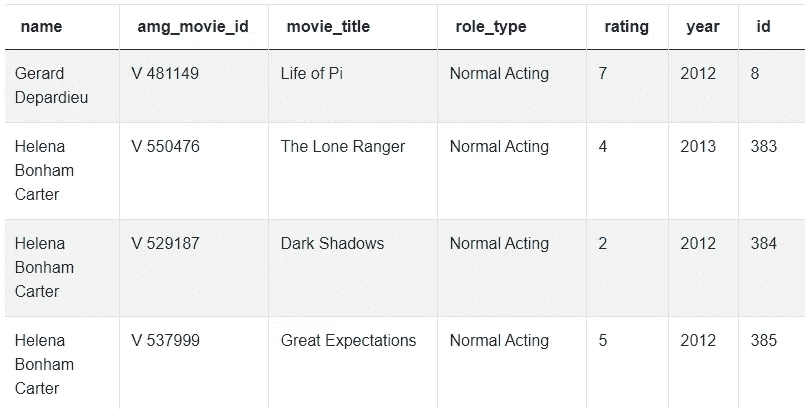 name amg_movie_id movie_title role_type rating year id
Gerard V 481149 Life of Pi Normal Acting 7 2012 8
Depardieu
Helena V 550476 The Lone Ranger Normal Acting 4 2013 383
Bonham
Carter
Helena V 529187 Dark Shadows Normal Acting 2 2012 384
Bonham
Carter
Helena V 537999 Great Expectations Normal Acting 5 2012 385
Bonham
Carter